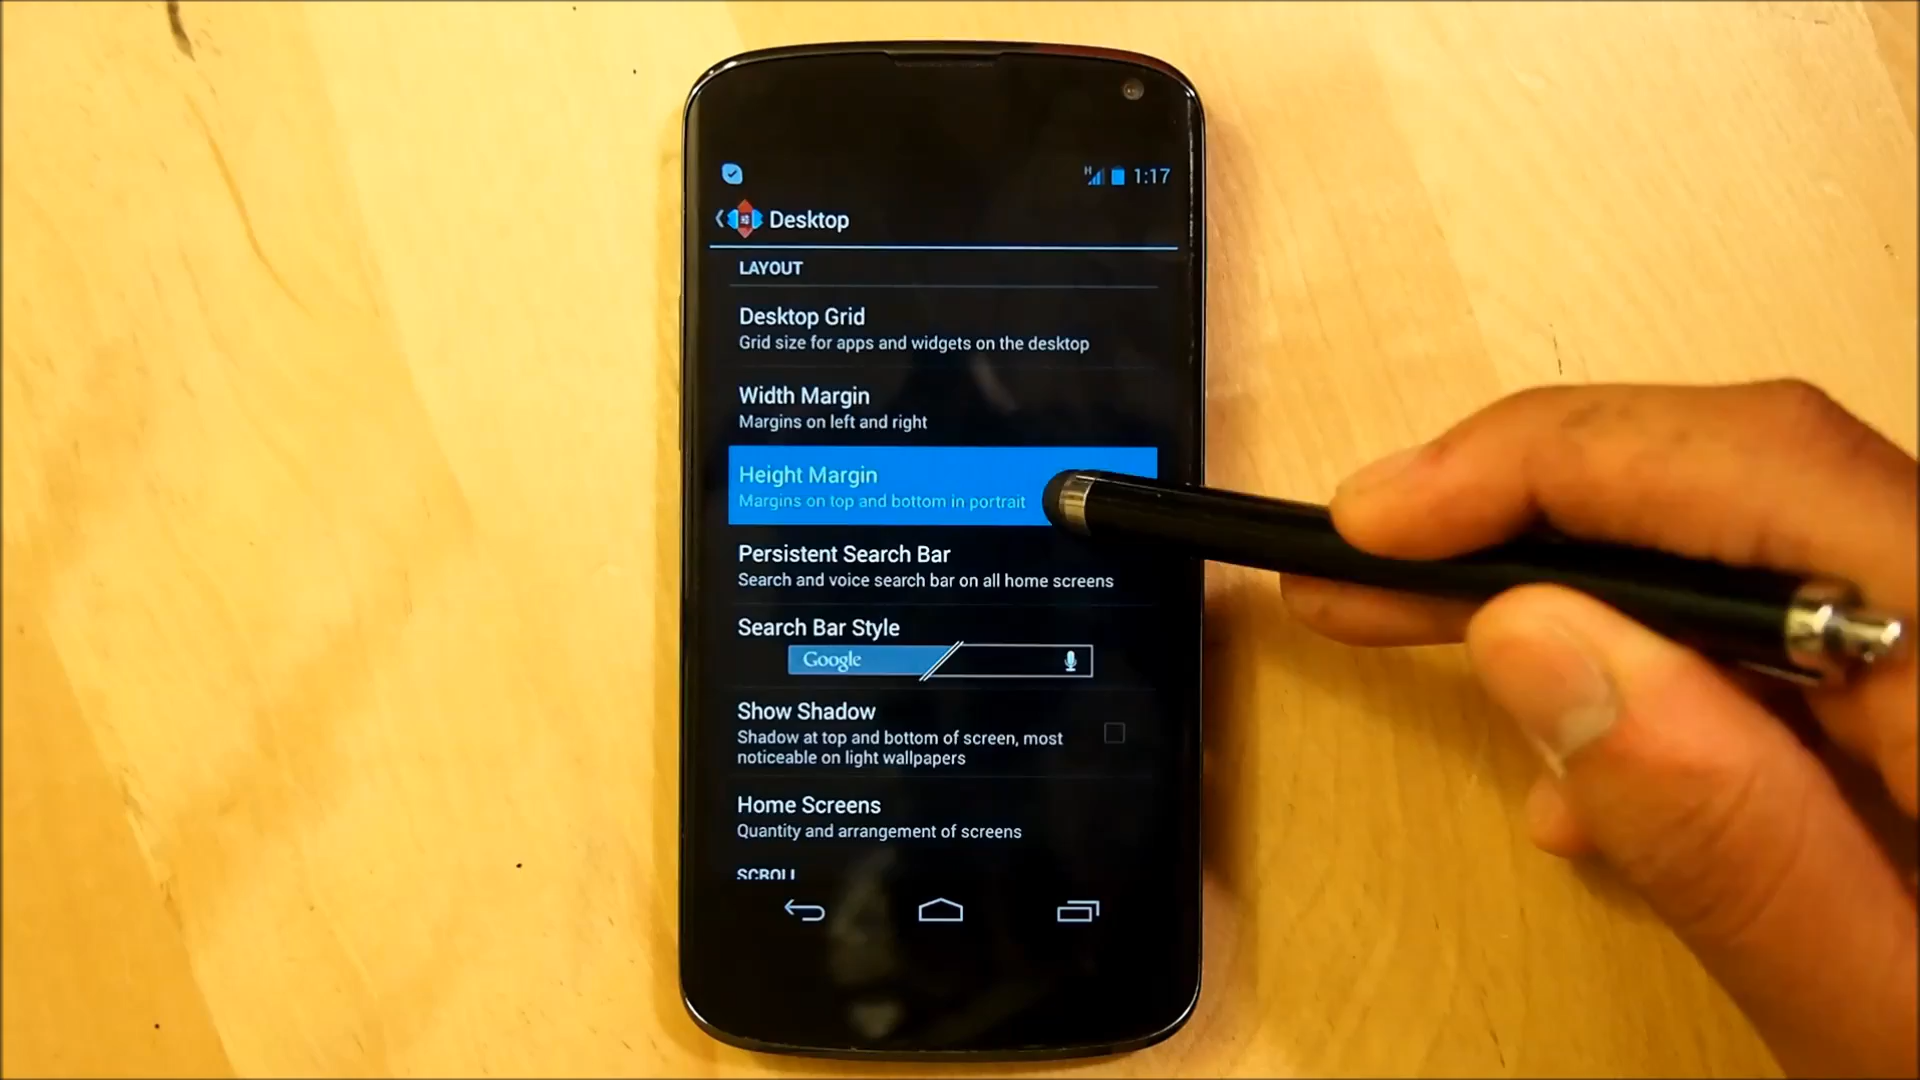 H 1:17
Desktop
LAYOUT
Desktop Grid
Grid size for apps and widgets on the desktop
Width Margin
Margins on left and right
Height Margin
Margins on top and bottom in portrait
Persistent Search Bar
Search and voice search bar on all home screens
Search Bar Style
Google
Show Shadow
Shadow at top and bottom of screen, most
noticeable on light wallpapers
Home Screens
Quantity and arrangement of screens
SCROLL